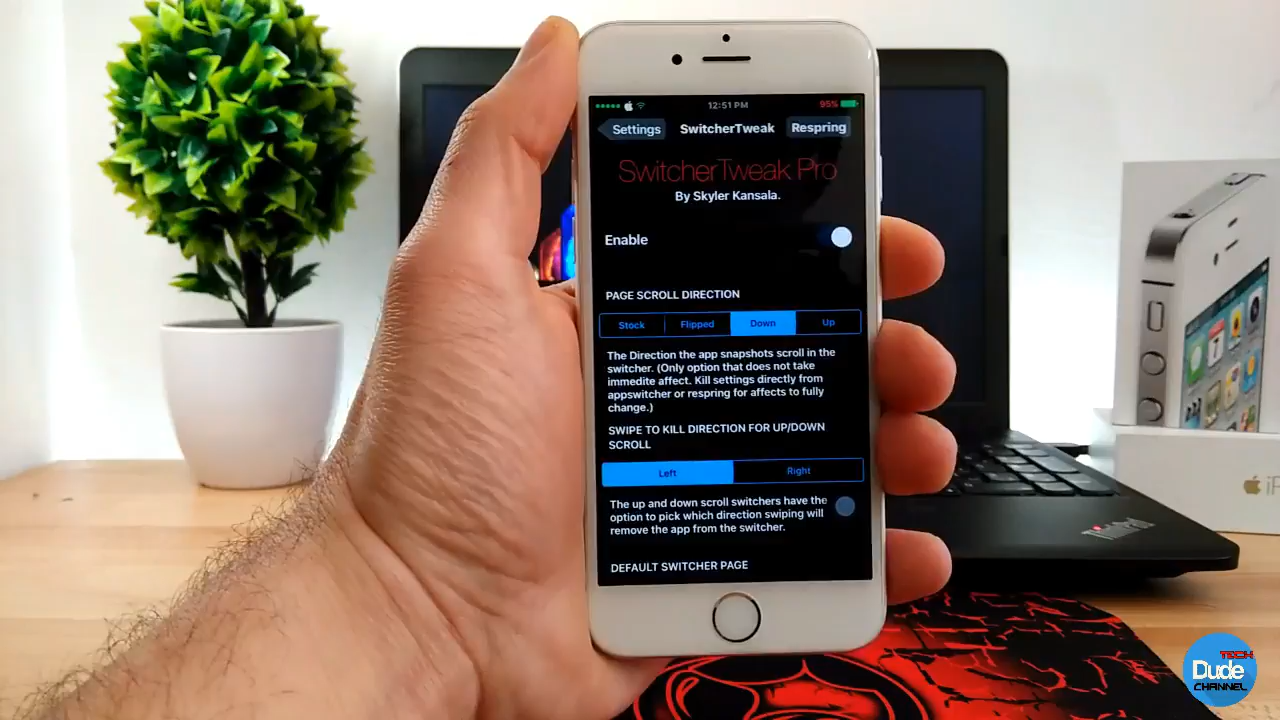 12:51 PM
95%
Settings
SwitcherTweak
Respring
SwitcherTweak Pro
By Skyler Kansala.
Enable
PAGE SCROLL DIRECTION
Stock
Flipped
Down
Up
The Direction the app snapshots scroll in the
switcher. (Only option that does not take
immedite affect. Kill settings directly from
appswitcher or respring for affects to fully
change.)
SWIPE TO KILL DIRECTION FOR UP/DOWN
SCROLL
Left
Right
The up and down scroll switchers have the
option to pick which direction swiping will
remove the app from the switcher.
DEFAULT SWITCHER PAGE
ThinkPad
TECH
Dude
CHANNEL